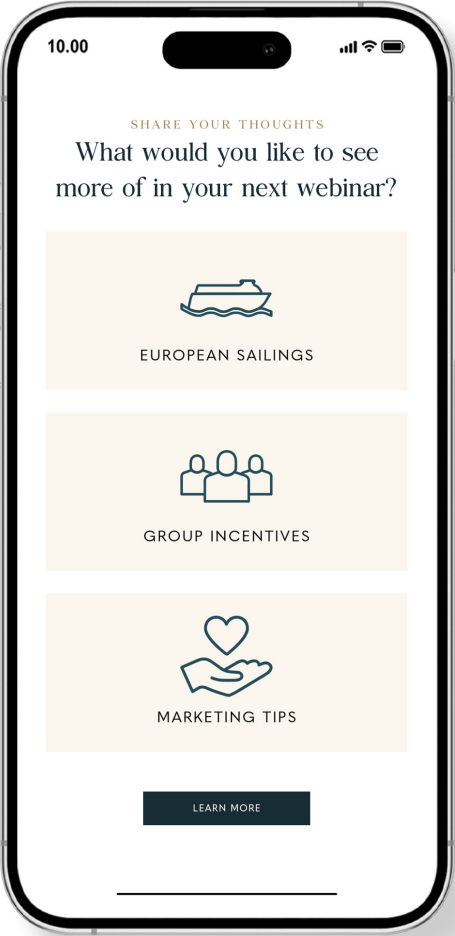 10.00
SHARE YOUR THOUGHTS
What would you like to see
more of in your next webinar?
EUROPEAN SAILINGS
GROUP INCENTIVES
MARKETING TIPS
LEARN MORE